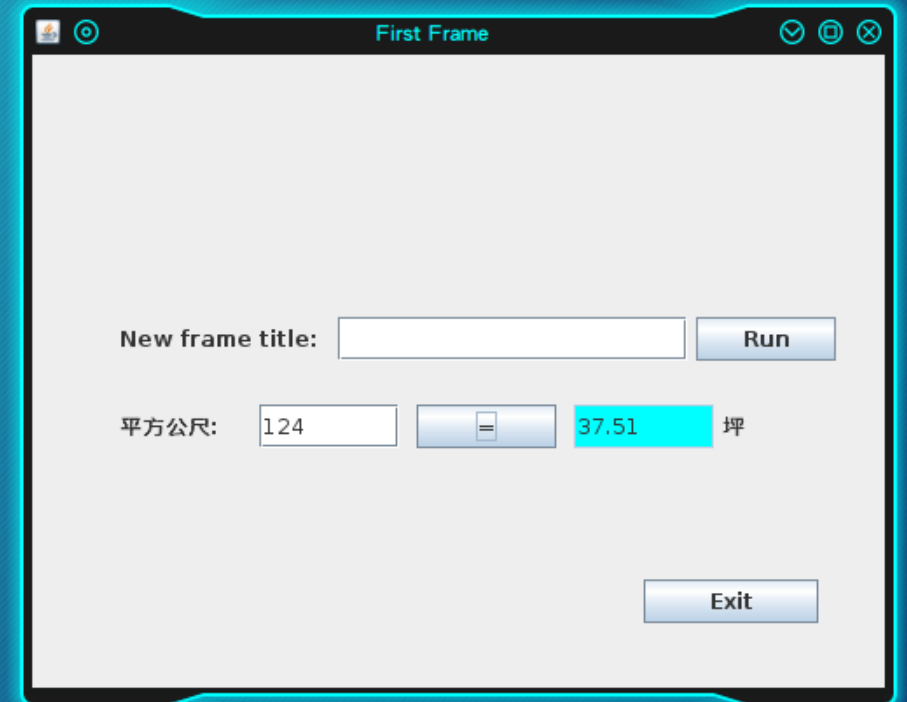 First Frame
New frame title: Run
平方公尺: 124 = 37.51 坪
Exit